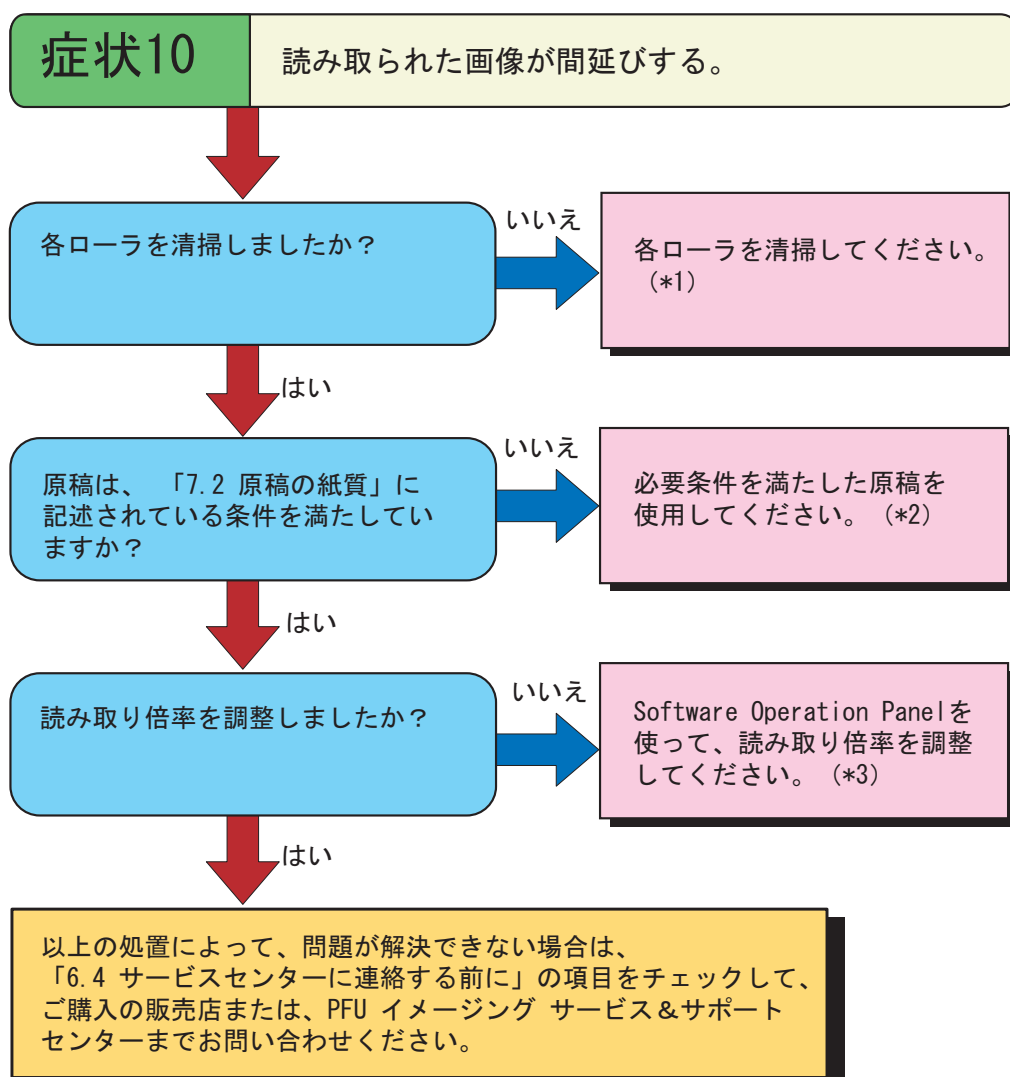 症状10
読み取られた画像が間延びする。
各ローラを清掃しましたか？
いいえ
各ローラを清掃してください。
(*1)
はい
原稿は、 「7.2 原稿の紙質」に
記述されている条件を満たしてい
ますか？
いいえ
必要条件を満たした原稿を
使用してください。 (*2)
はい
読み取り倍率を調整しましたか？
いいえ
Software Operation Panelを
使って、読み取り倍率を調整
してください。 (*3)
はい
以上の処置によって、問題が解決できない場合は、
「6.4 サービスセンターに連絡する前に」の項目をチェックして、
ご購入の販売店または、PFU イメージング サービス＆サポート
センターまでお問い合わせください。